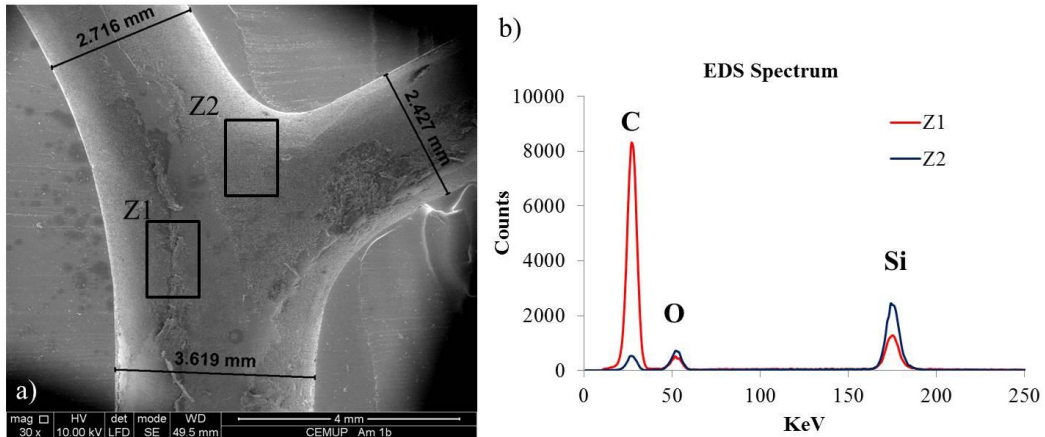 2.716 mm
Z2
2.427 mm
Z1
3.619 mm
a)
mag □ HV det mode WD 4 mm
30 x 10.00 kV LFD SE 49.5 mm CEMUP Am 1b
b)
EDS Spectrum
10000
8000
6000
4000
2000
0
Counts
C
O
Si
Z1
Z2
0 50 100 150 200 250
KeV